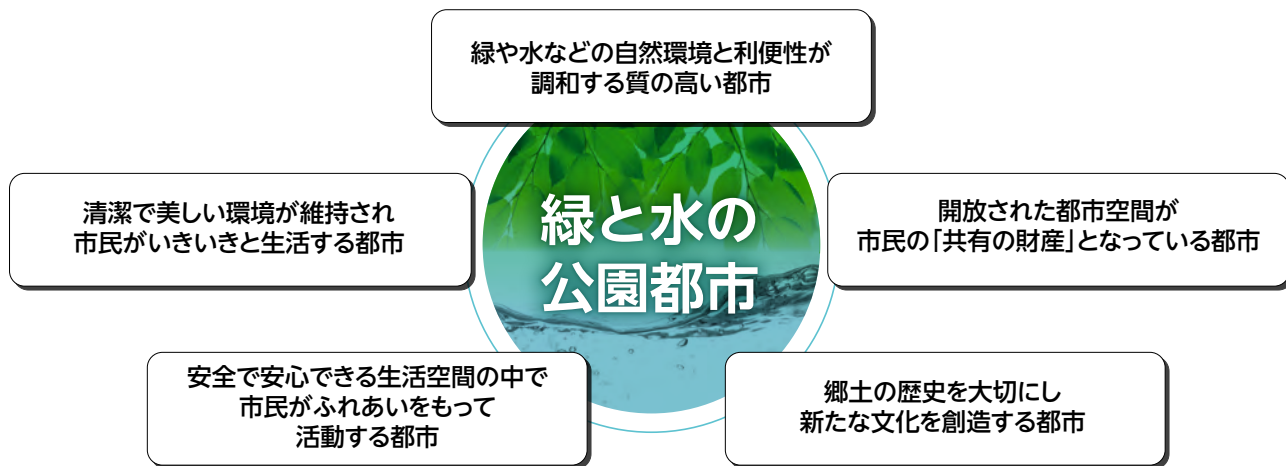 緑や水などの自然環境と利便性が
調和する質の高い都市
清潔で美しい環境が維持され
市民がいきいきと生活する都市
緑と水の
公園都市
開放された都市空間が
市民の「共有の財産」となっている都市
安全で安心できる生活空間の中で
市民がふれあいをもって
活動する都市
郷土の歴史を大切にし
新たな文化を創造する都市